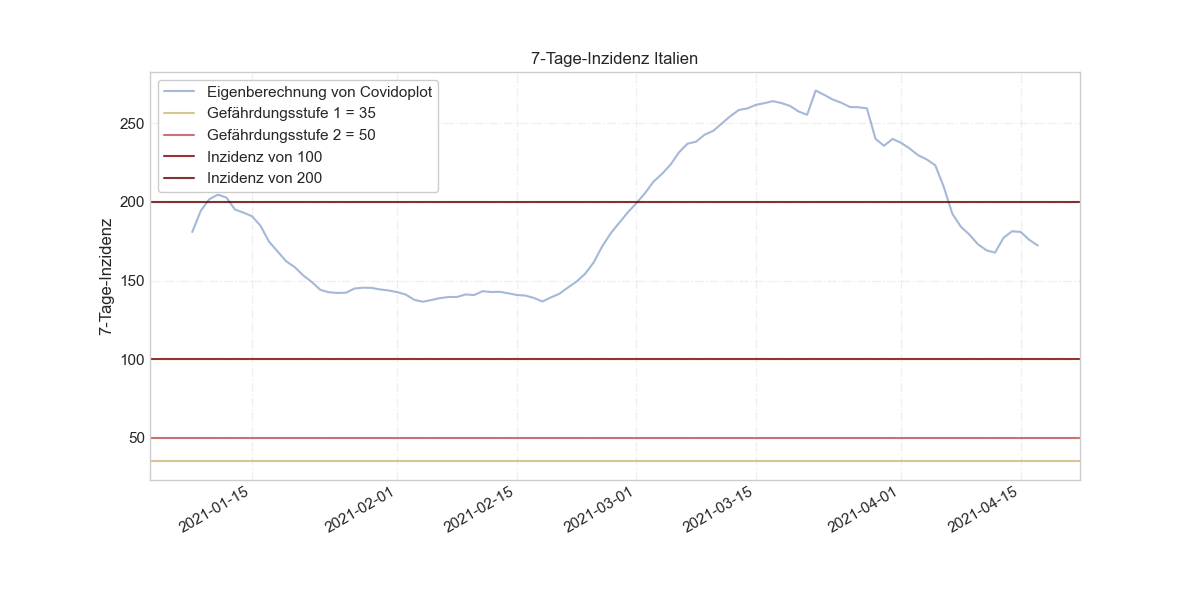 7-Tage-Inzidenz Italien
Eigenberechnung von Covidoplot
Gefährdungsstufe 1 = 35
Gefährdungsstufe 2 = 50
Inzidenz von 100
Inzidenz von 200
7-Tage-Inzidenz
250
200
150
100
50
2021-01-15
2021-02-01
2021-02-15
2021-03-01
2021-03-15
2021-04-01
2021-04-15